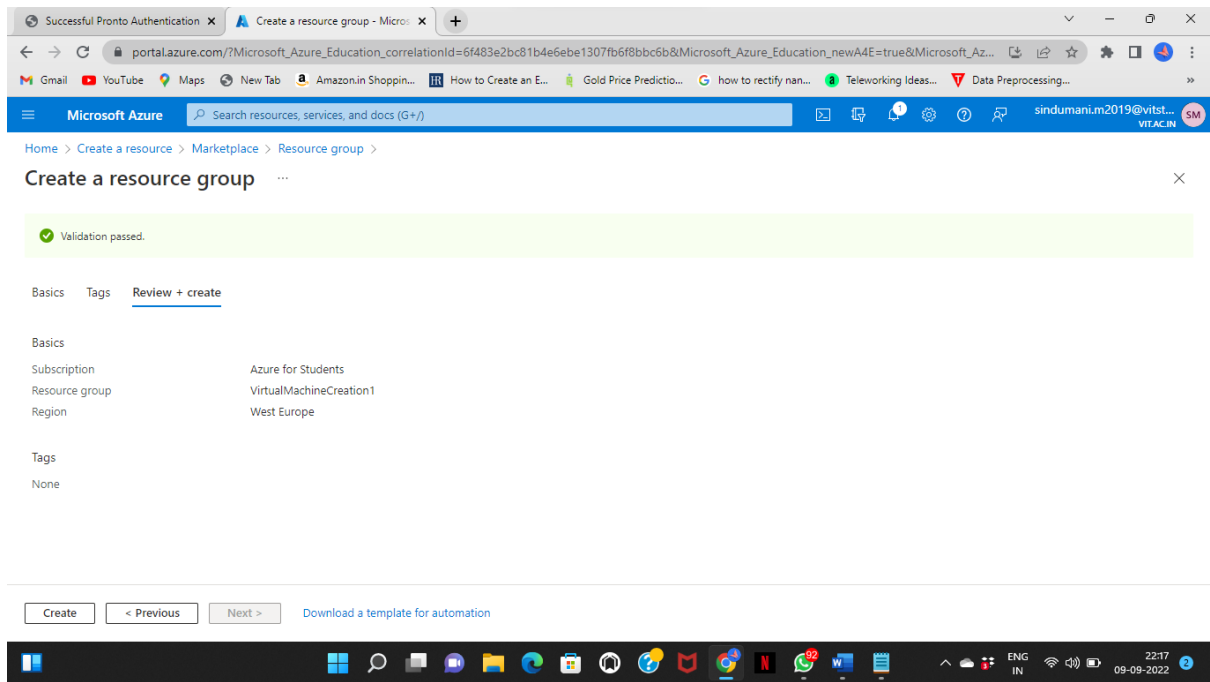 Successful Pronto Authentication
Create a resource group - Micros
portal.azure.com/?Microsoft_Azure_Education_correlationId=6f483e2bc81b4e6ebe1307fb6f8bbc6b&Microsoft_Azure_Education_newA4E=true&Microsoft_Az...
Gmail YouTube Maps New Tab Amazon.in Shoppin... How to Create an E... Gold Price Predictio... how to rectify nan... Teleworking Ideas... Data Preprocessing... »
Microsoft Azure Search resources, services, and docs (G+/) 1 sindumani.m2019@vitst... SM
VIT.AC.IN
Home > Create a resource > Marketplace > Resource group >
Create a resource group ...
Validation passed.
Basics Tags Review + create
Basics
Subscription Azure for Students
Resource group VirtualMachineCreation1
Region West Europe
Tags
None
Create < Previous Next > Download a template for automation
92 ENG 22:17
IN 09-09-2022 2